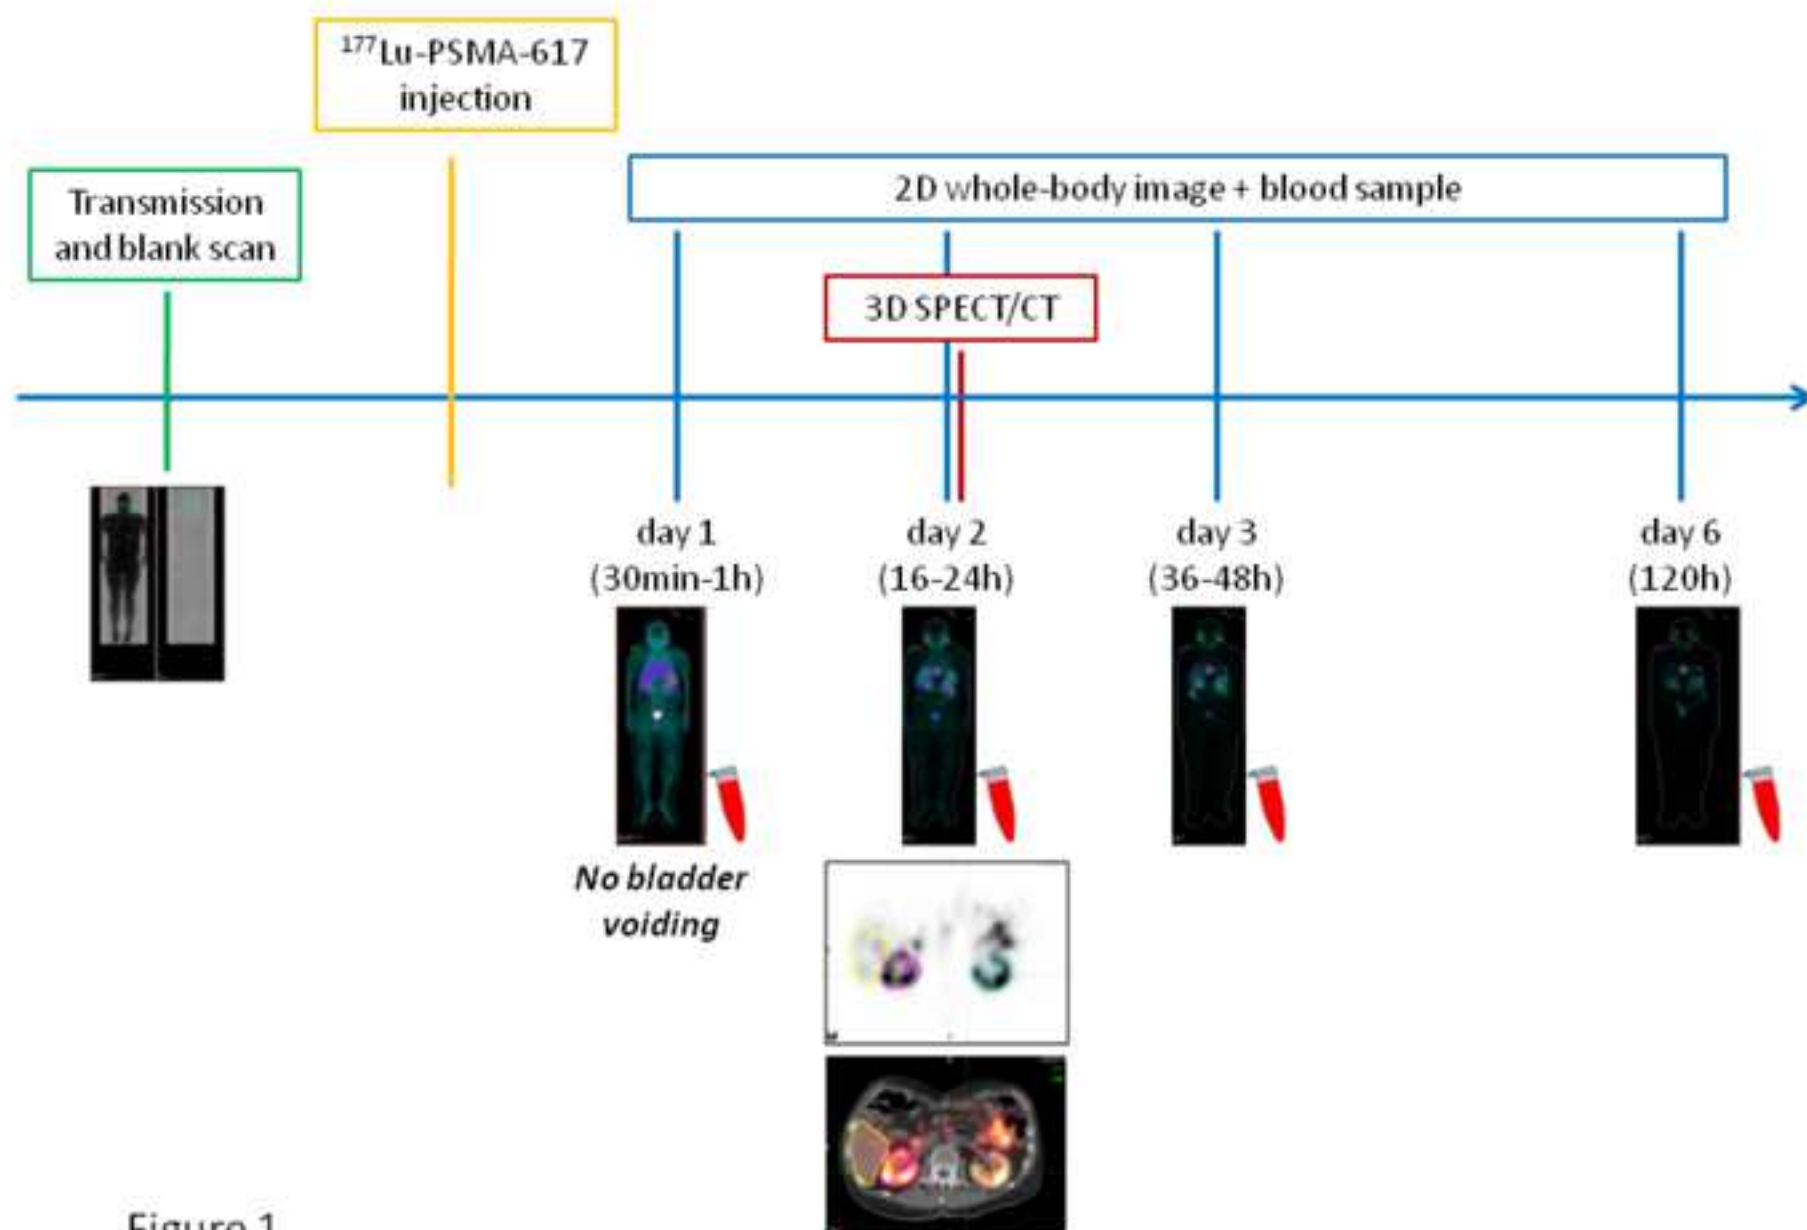 ¹⁷⁷Lu-PSMA-617
injection
Transmission
and blank scan
2D whole-body image + blood sample
3D SPECT/CT
day 1
(30min-1h)
day 2
(16-24h)
day 3
(36-48h)
day 6
(120h)
No bladder
voiding
Figure 1